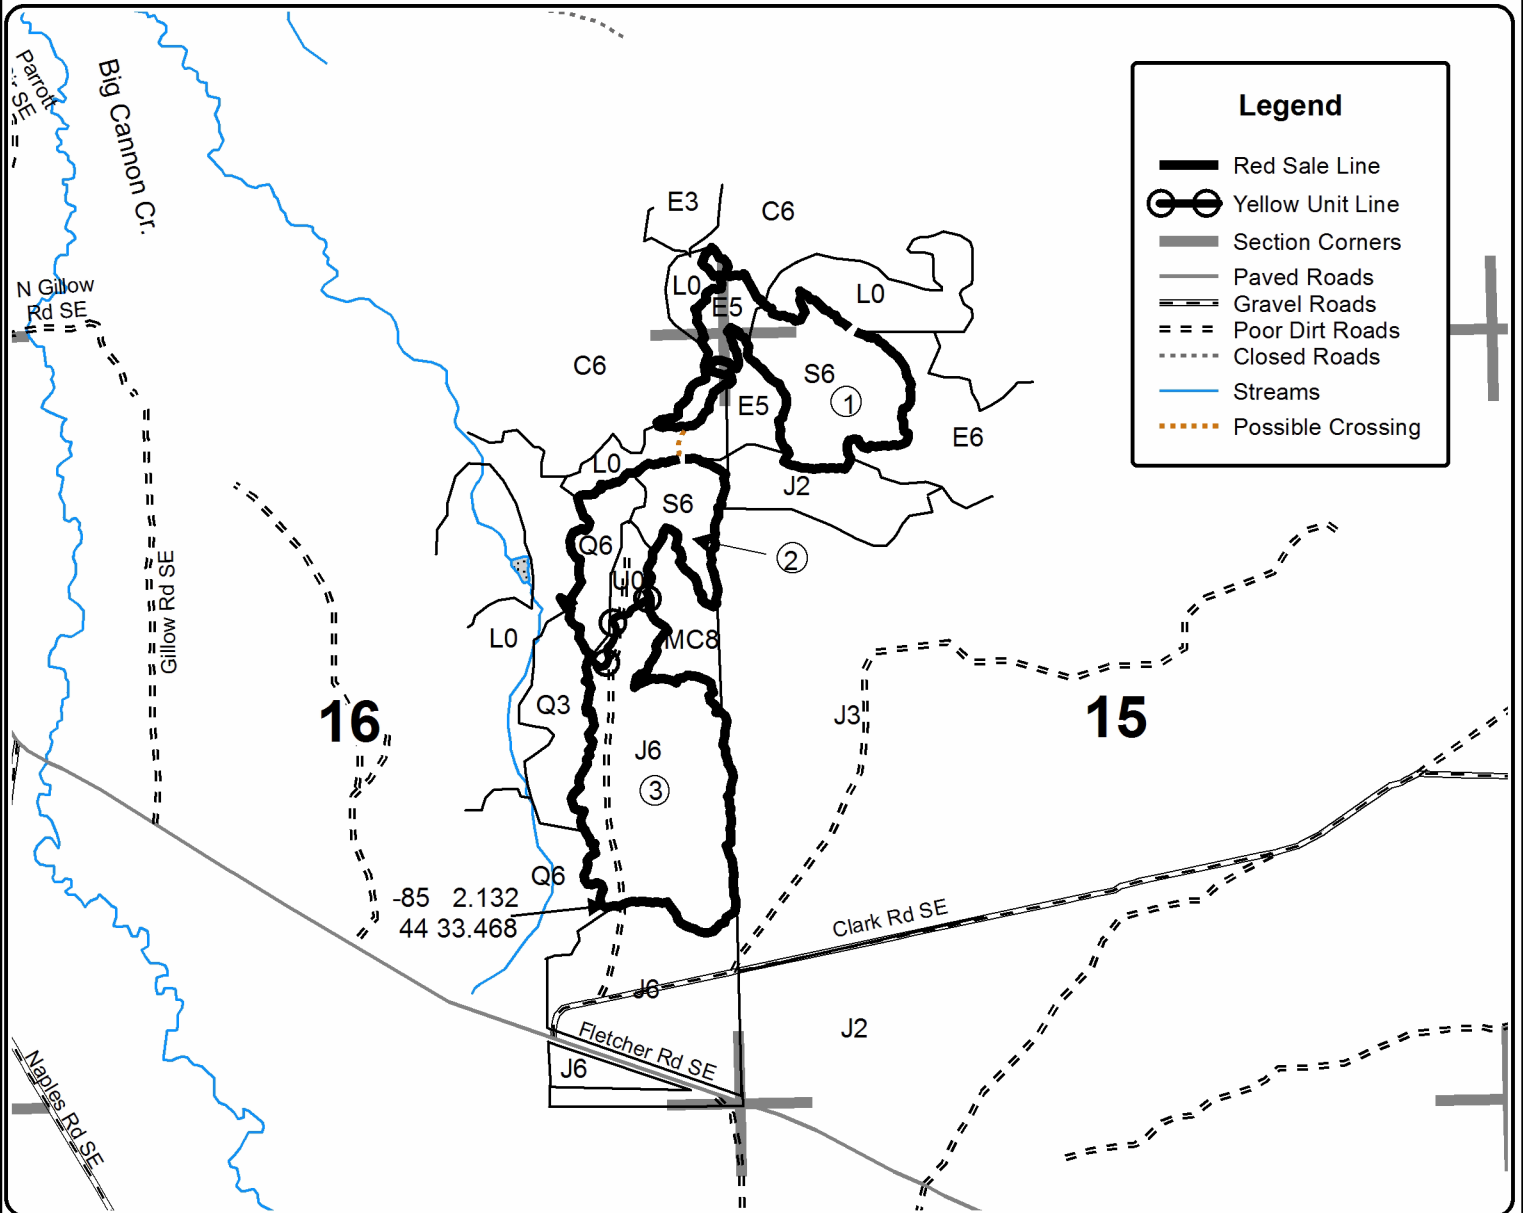 Parrott
Dr SE
Big Cannon Cr.
N Gillow
Rd SE
Gillow Rd SE
E3
C6
L0
E5
L0
C6
S6
1
E5
E6
L0
J2
S6
Q6
2
U0
L0
MC8
Q3
16
J3
15
J6
3
Q6
-85 2.132
44 33.468
Clark Rd SE
J6
J2
Fletcher Rd SE
J6
Naples Rd SE
Legend
Red Sale Line
Yellow Unit Line
Section Corners
Paved Roads
Gravel Roads
Poor Dirt Roads
Closed Roads
Streams
Possible Crossing